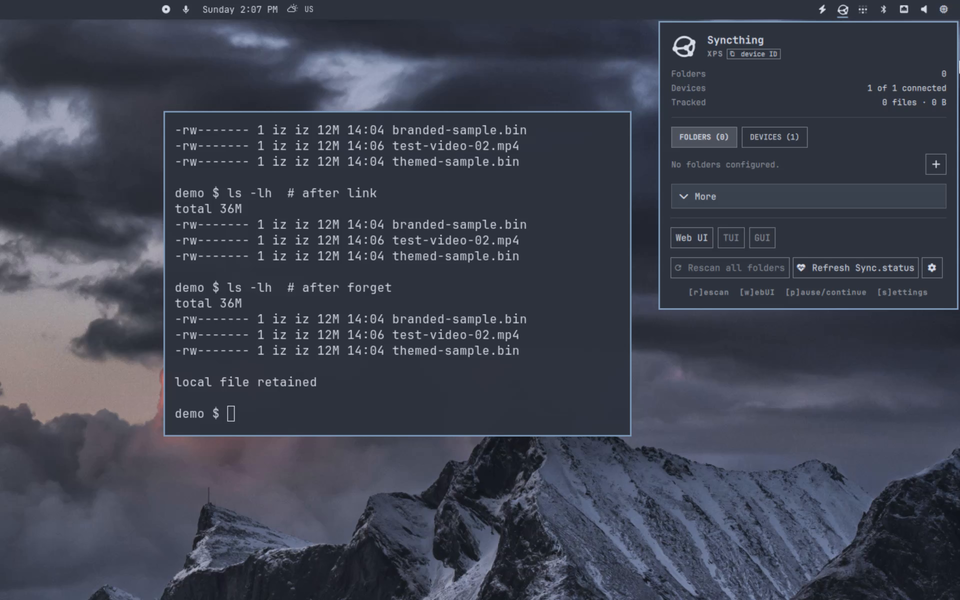 Sunday 2:07 PM US
-rw------- 1 iz iz 12M 14:04 branded-sample.bin
-rw------- 1 iz iz 12M 14:06 test-video-02.mp4
-rw------- 1 iz iz 12M 14:04 themed-sample.bin
demo $ ls -lh  # after link
total 36M
-rw------- 1 iz iz 12M 14:04 branded-sample.bin
-rw------- 1 iz iz 12M 14:06 test-video-02.mp4
-rw------- 1 iz iz 12M 14:04 themed-sample.bin
demo $ ls -lh  # after forget
total 36M
-rw------- 1 iz iz 12M 14:04 branded-sample.bin
-rw------- 1 iz iz 12M 14:06 test-video-02.mp4
-rw------- 1 iz iz 12M 14:04 themed-sample.bin
local file retained
demo $
Syncthing
XPS device ID
Folders 0
Devices 1 of 1 connected
Tracked 0 files · 0 B
FOLDERS (0) DEVICES (1)
No folders configured. +
More
Web UI TUI GUI
Rescan all folders Refresh Sync.status
[r]escan [w]ebUI [p]ause/continue [s]ettings